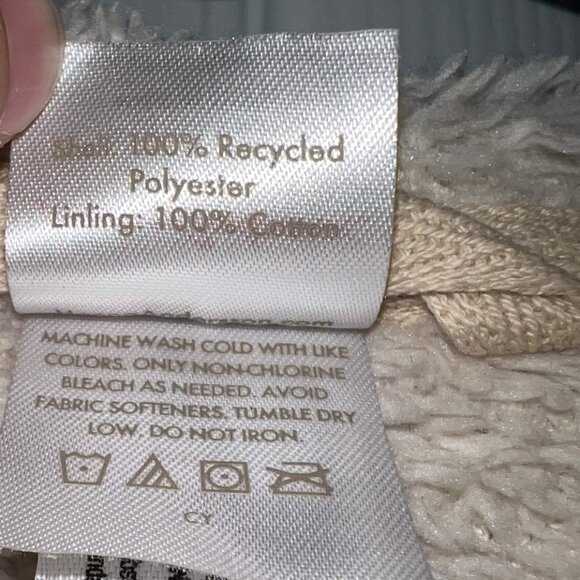 Shell: 100% Recycled
Polyester
Linling: 100% Cotton
MACHINE WASH COLD WITH LIKE
COLORS. ONLY NON-CHLORINE
BLEACH AS NEEDED. AVOID
FABRIC SOFTENERS. TUMBLE DRY
LOW. DO NOT IRON.
CY